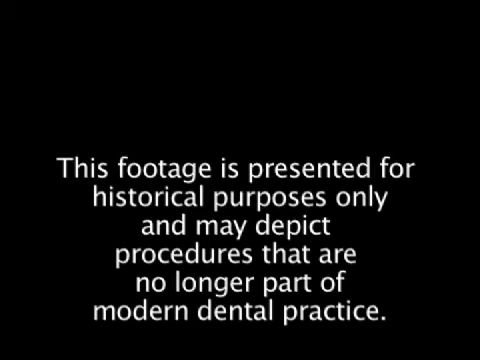 This footage is presented for
historical purposes only
and may depict
procedures that are
no longer part of
modern dental practice.